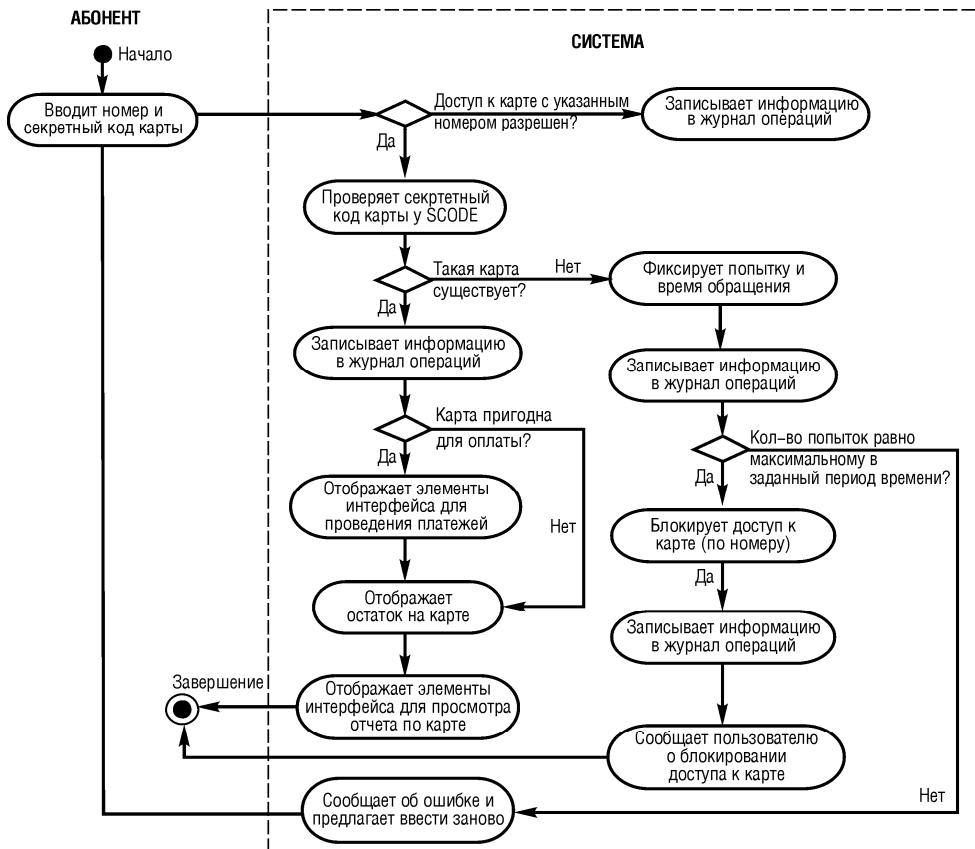 АБОНЕНТ
СИСТЕМА
Начало
Вводит номер и
секретный код карты
Доступ к карте с указанным
номером разрешен?
Записывает информацию
в журнал операций
Да
Проверяет секртетный
код карты у SCODE
Такая карта
существует?
Нет
Фиксирует попытку и
время обращения
Да
Записывает информацию
в журнал операций
Записывает информацию
в журнал операций
Карта пригодна
для оплаты?
Кол-во попыток равно
максимальному в
заданный период времени?
Да
Да
Отображает элементы
интерфейса для
проведения платежей
Нет
Блокирует доступ к
карте (по номеру)
Да
Отображает
остаток на карте
Записывает информацию
в журнал операций
Завершение
Отображает элементы
интерфейса для просмотра
отчета по карте
Сообщает пользователю
о блокировании
доступа к карте
Нет
Сообщает об ошибке и
предлагает ввести заново